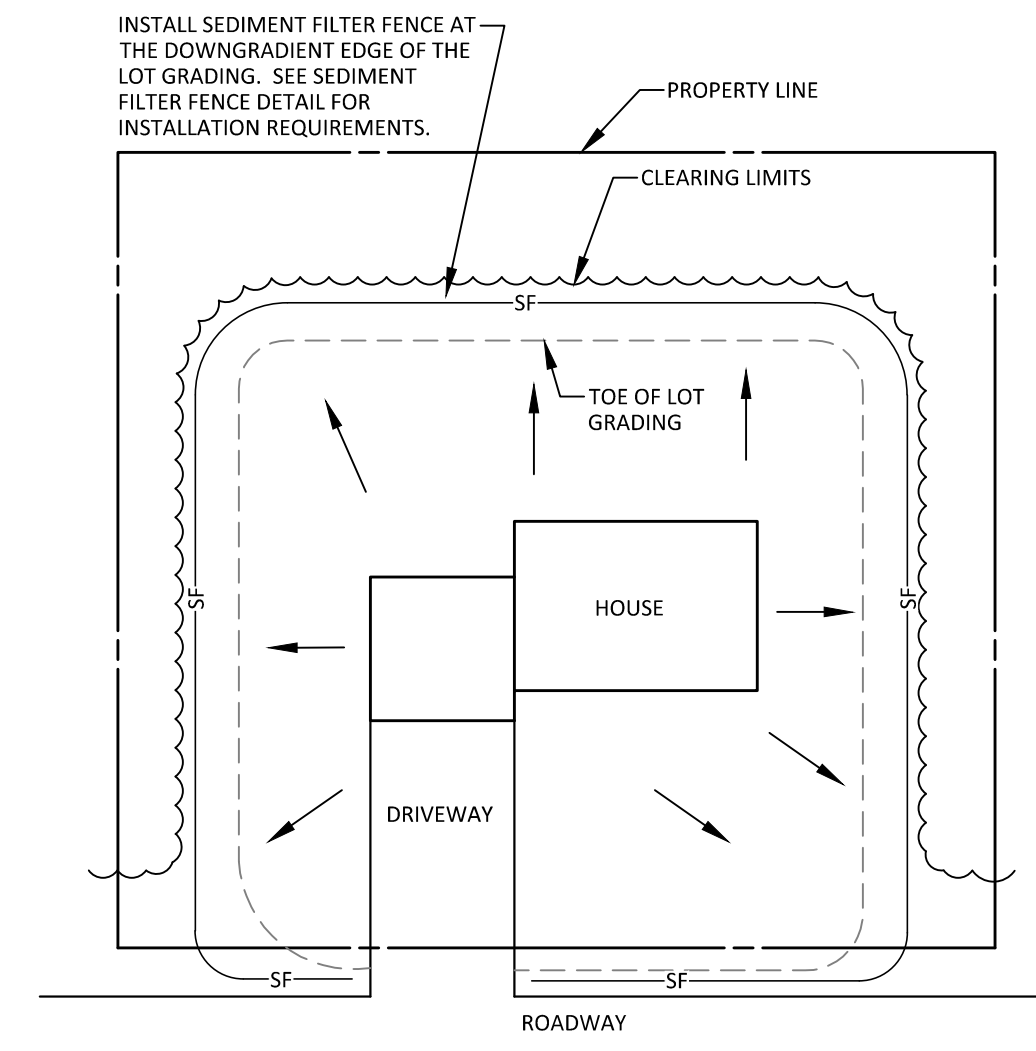 INSTALL SEDIMENT FILTER FENCE AT
THE DOWNGRADIENT EDGE OF THE
LOT GRADING. SEE SEDIMENT
FILTER FENCE DETAIL FOR
INSTALLATION REQUIREMENTS.
PROPERTY LINE
CLEARING LIMITS
SF
TOE OF LOT
GRADING
SF
HOUSE
SF
DRIVEWAY
SF
SF
ROADWAY